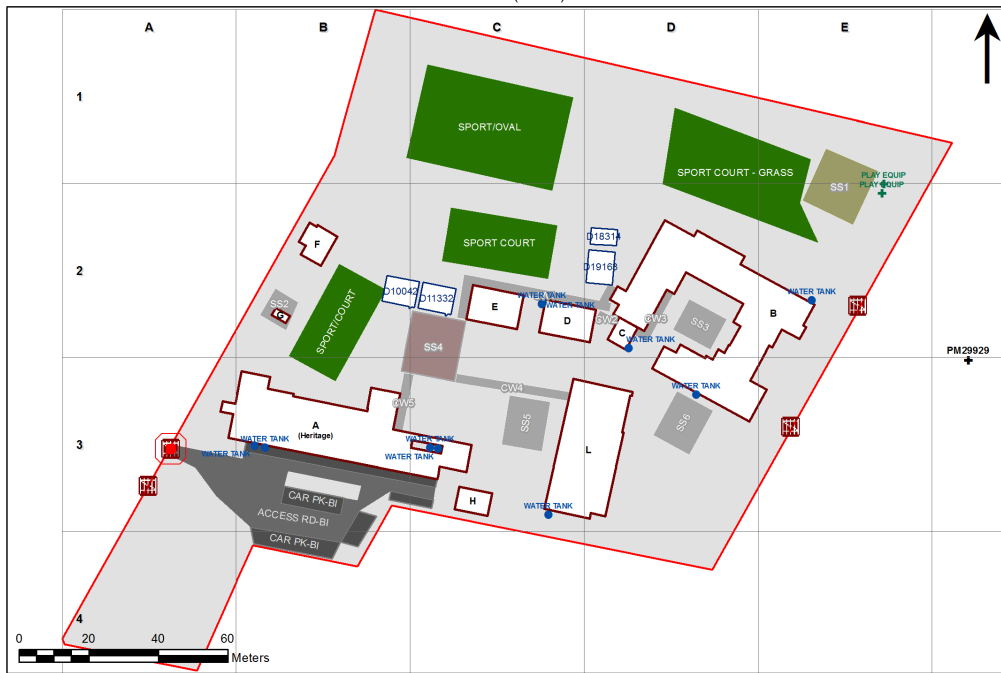 A B C D E
1
SPORT/OVAL
SPORT COURT - GRASS
PLAY EQUIP
PLAY EQUIP
SS1
D18314
F
SPORT COURT
2
D19168
D10042
D11332
WATER TANK
WATER TANK
WATER TANK
SS2
G
E
D
B
CW2
CW3
SS3
C
SPORT/COURT
WATER TANK
SS4
PM29929
CW4
WATER TANK
CW5
SS5
SS6
A
(Heritage)
WATER TANK
WATER TANK
3
WATER TANK
WATER TANK
L
CAR PK-BI
H
WATER TANK
ACCESS RD-BI
CAR PK-BI
4
0 20 40 60
Meters